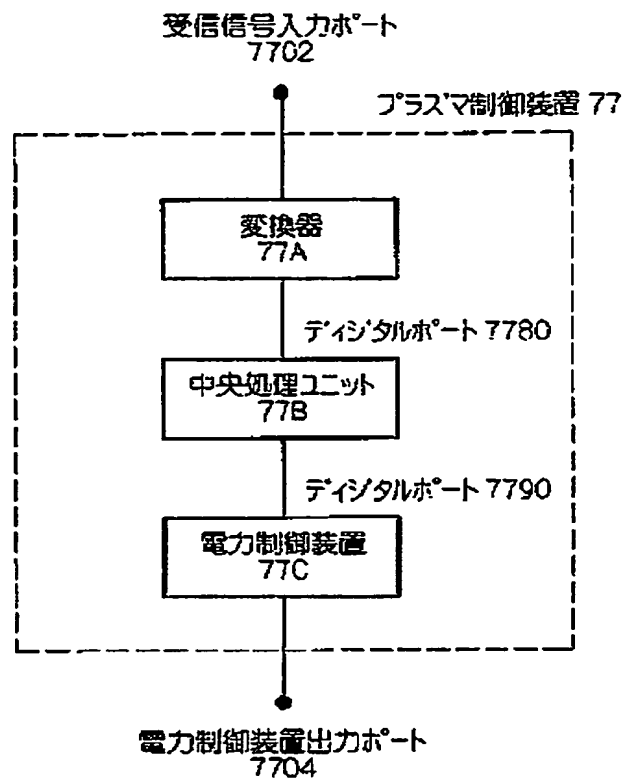 受信信号入力ポート
7702
プラズマ制御装置 77
変換器
77A
ディジタルポート 7780
中央処理ユニット
77B
ディジタルポート 7790
電力制御装置
77C
電力制御装置出力ポート
7704